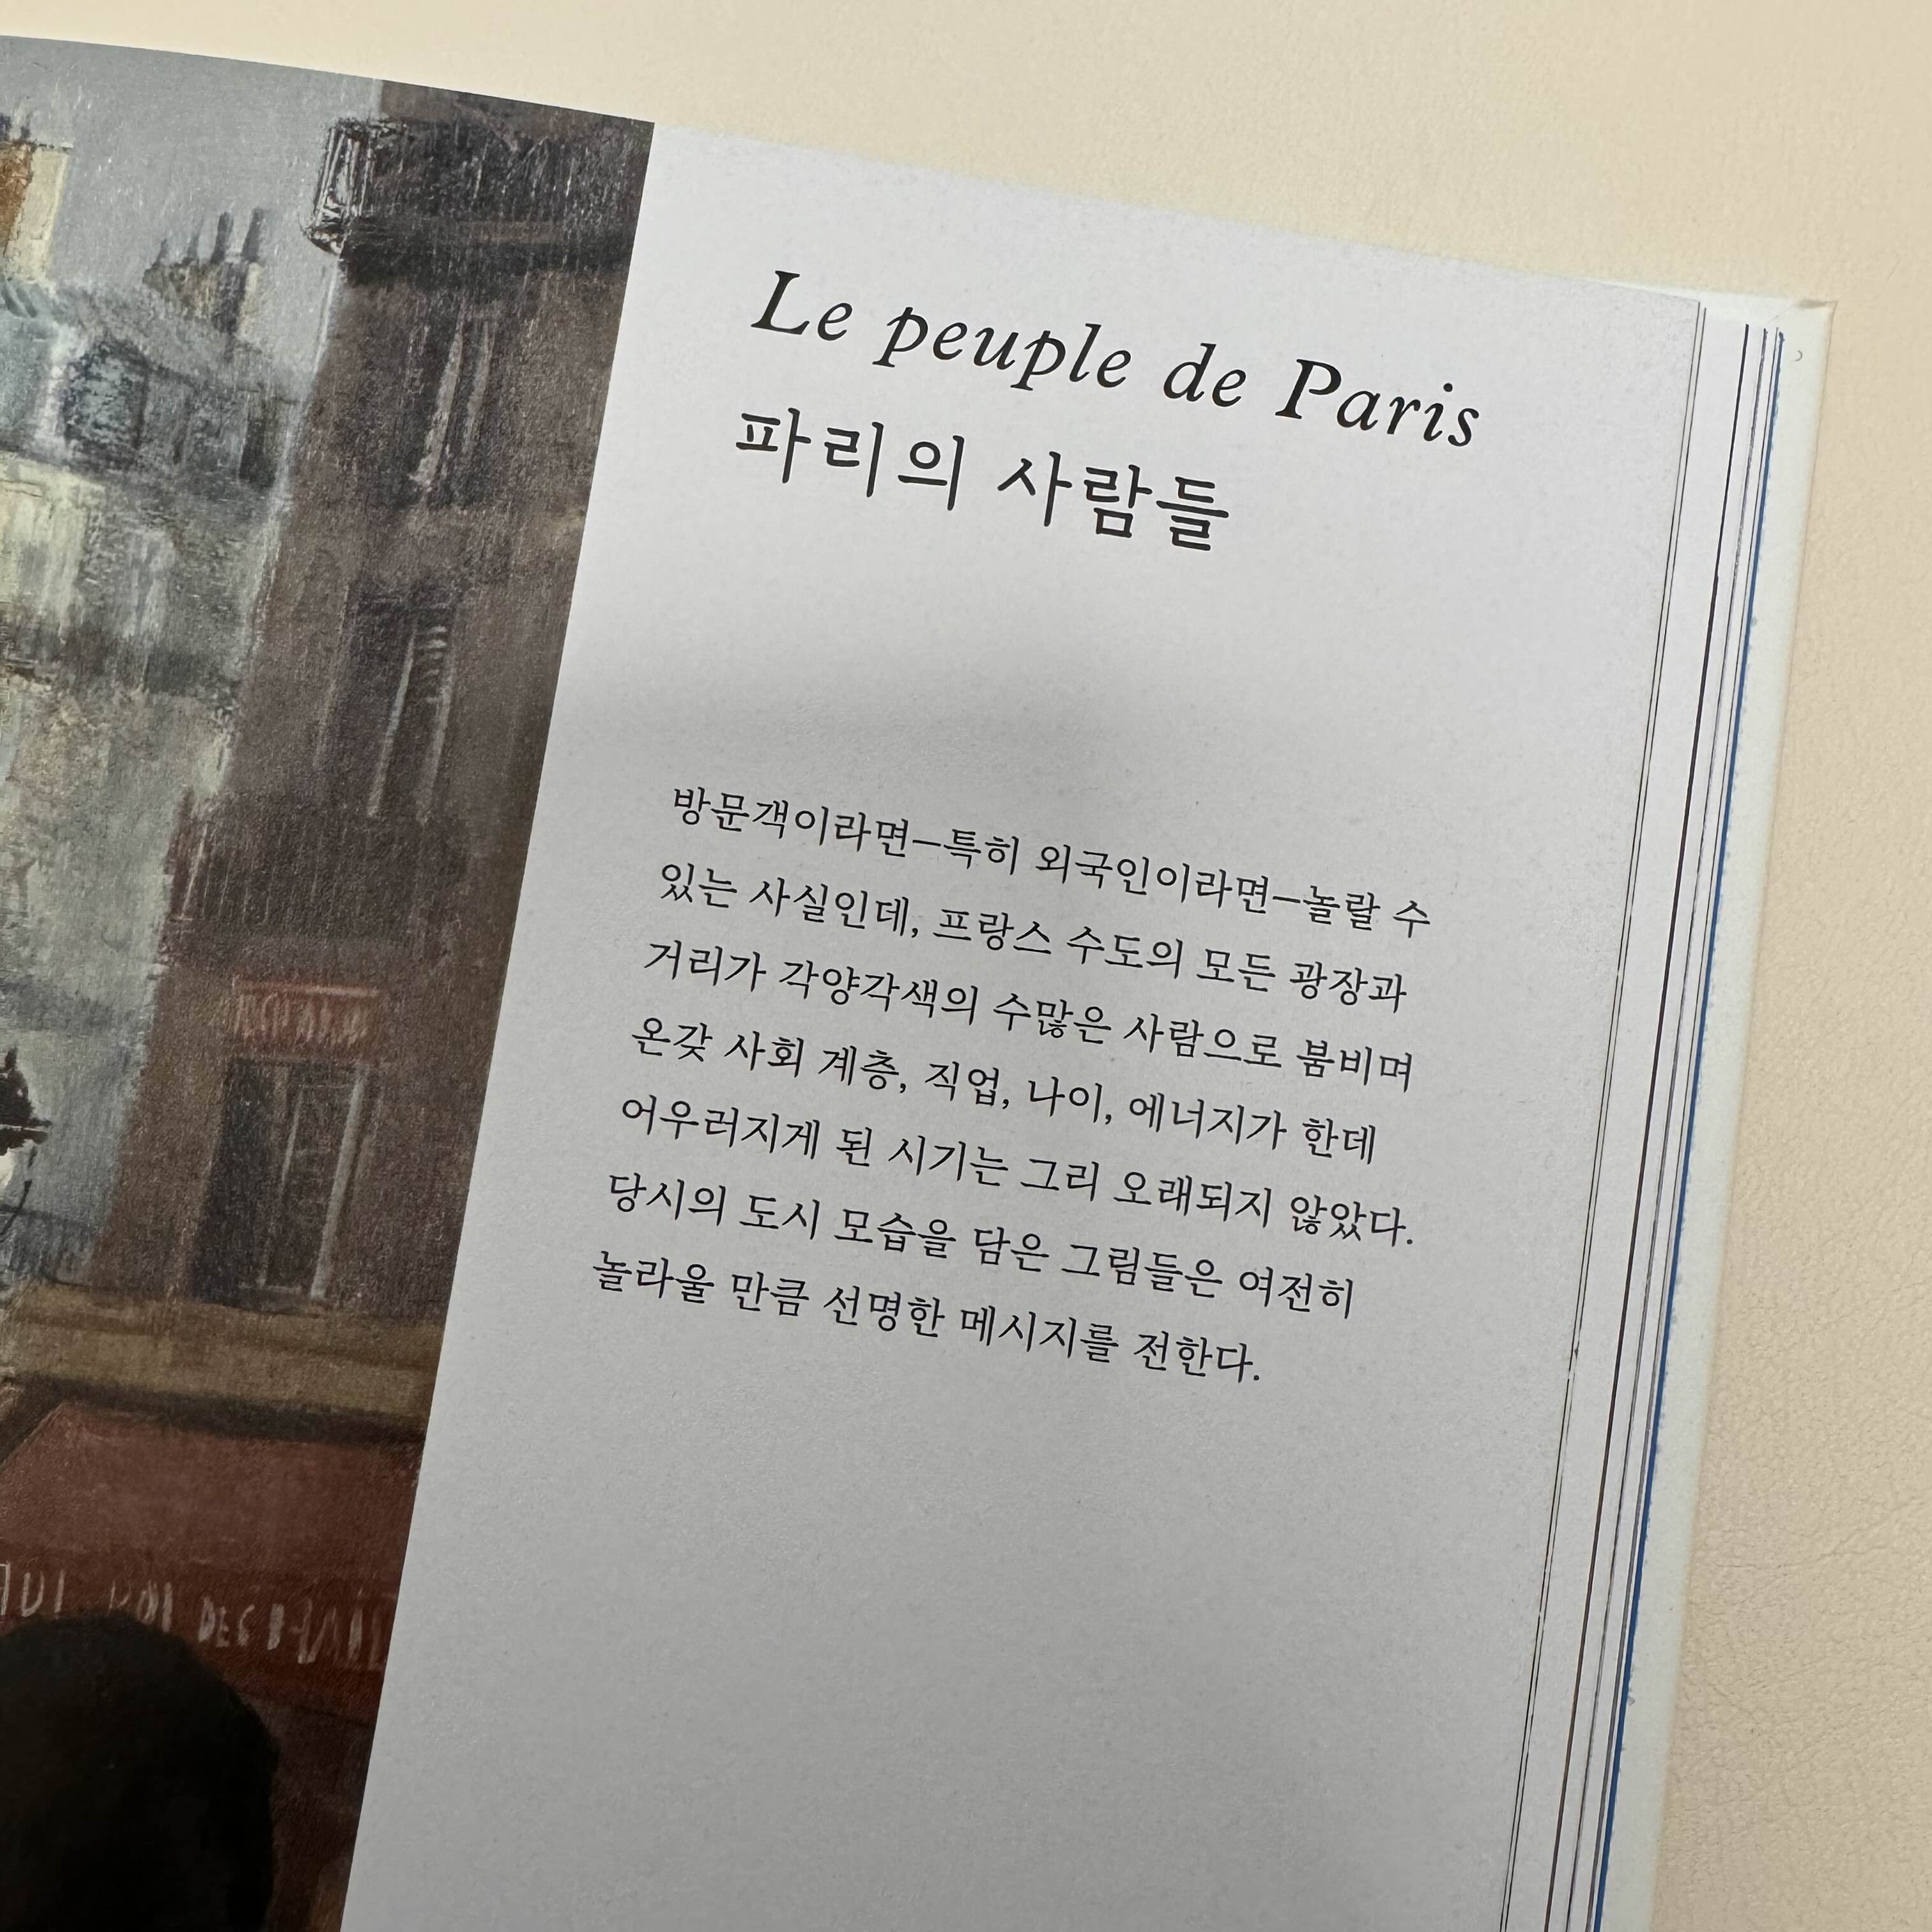 Le peuple de Paris
파리의 사람들
방문객이라면–특히 외국인이라면–놀랄 수
있는 사실인데, 프랑스 수도의 모든 광장과
거리가 각양각색의 수많은 사람으로 붐비며
온갖 사회 계층, 직업, 나이, 에너지가 한데
어우러지게 된 시기는 그리 오래되지 않았다.
당시의 도시 모습을 담은 그림들은 여전히
놀라울 만큼 선명한 메시지를 전한다.
DES